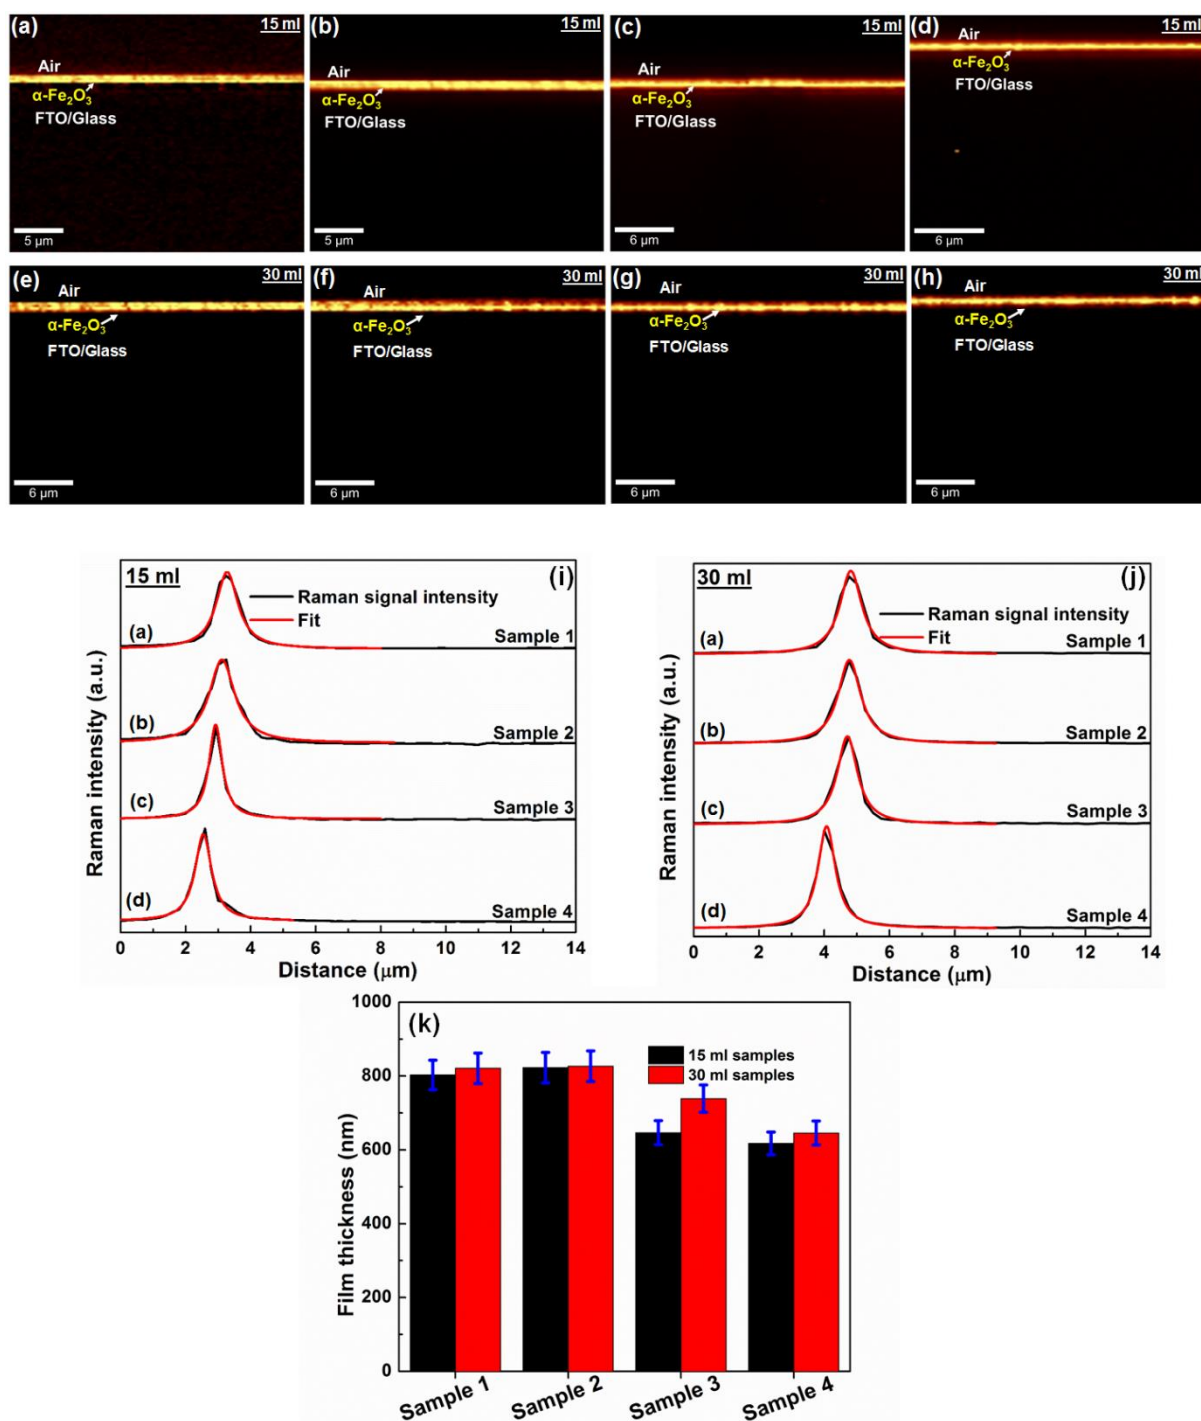 (a)
15 ml
Air
α-Fe₂O₃
FTO/Glass
5 µm
(b)
15 ml
Air
α-Fe₂O₃
FTO/Glass
5 µm
(c)
15 ml
Air
α-Fe₂O₃
FTO/Glass
6 µm
(d)
15 ml
Air
α-Fe₂O₃
FTO/Glass
6 µm
(e)
30 ml
Air
α-Fe₂O₃
FTO/Glass
6 µm
(f)
30 ml
Air
α-Fe₂O₃
FTO/Glass
6 µm
(g)
30 ml
Air
α-Fe₂O₃
FTO/Glass
6 µm
(h)
30 ml
Air
α-Fe₂O₃
FTO/Glass
6 µm
15 ml
(i)
Raman signal intensity
Fit
(a)
Sample 1
(b)
Sample 2
(c)
Sample 3
(d)
Sample 4
Raman intensity (a.u.)
0 2 4 6 8 10 12 14
Distance (µm)
30 ml
(j)
Raman signal intensity
Fit
(a)
Sample 1
(b)
Sample 2
(c)
Sample 3
(d)
Sample 4
Raman intensity (a.u.)
0 2 4 6 8 10 12 14
Distance (µm)
(k)
15 ml samples
30 ml samples
Film thickness (nm)
1000
800
600
400
200
0
Sample 1
Sample 2
Sample 3
Sample 4